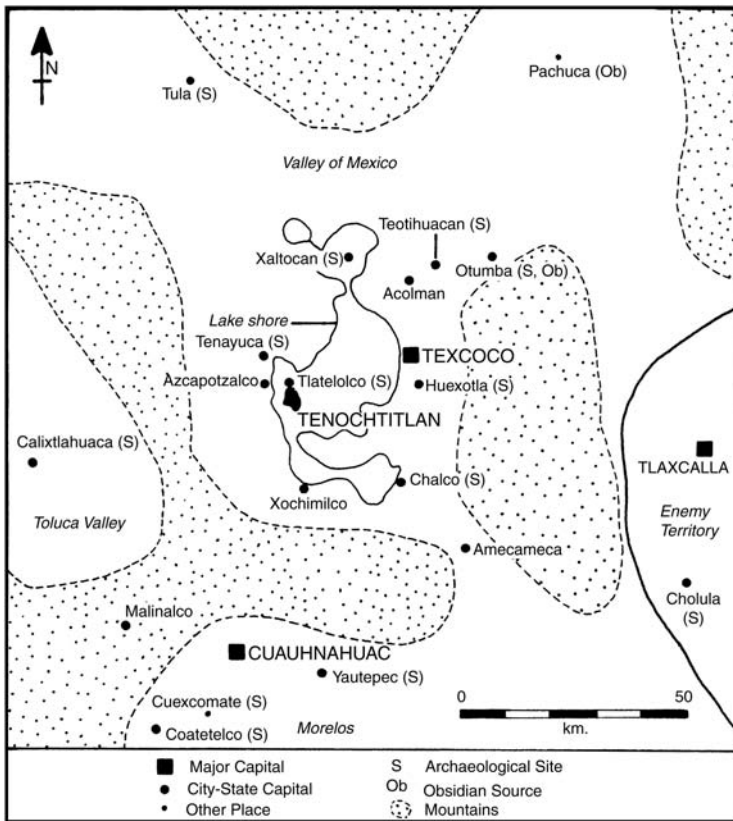 N
Tula (S)
Pachuca (Ob)
Valley of Mexico
Teotihuacan (S)
Xaltocan (S)
Otumba (S, Ob)
Acolman
Lake shore
Tenayuca (S)
TEXCOCO
Azcapotzalco
Tlatelolco (S)
Huexotla (S)
TENOCHTITLAN
Calixtlahuaca (S)
TLAXCALLA
Chalco (S)
Xochimilco
Toluca Valley
Enemy
Territory
Amecameca
Cholula
(S)
Malinalco
CUAUHNAHUAC
Yautepec (S)
Cuexcomate (S)
0 50
km.
Coatetelco (S)
Morelos
Major Capital
S Archaeological Site
City-State Capital
Ob Obsidian Source
Other Place
Mountains